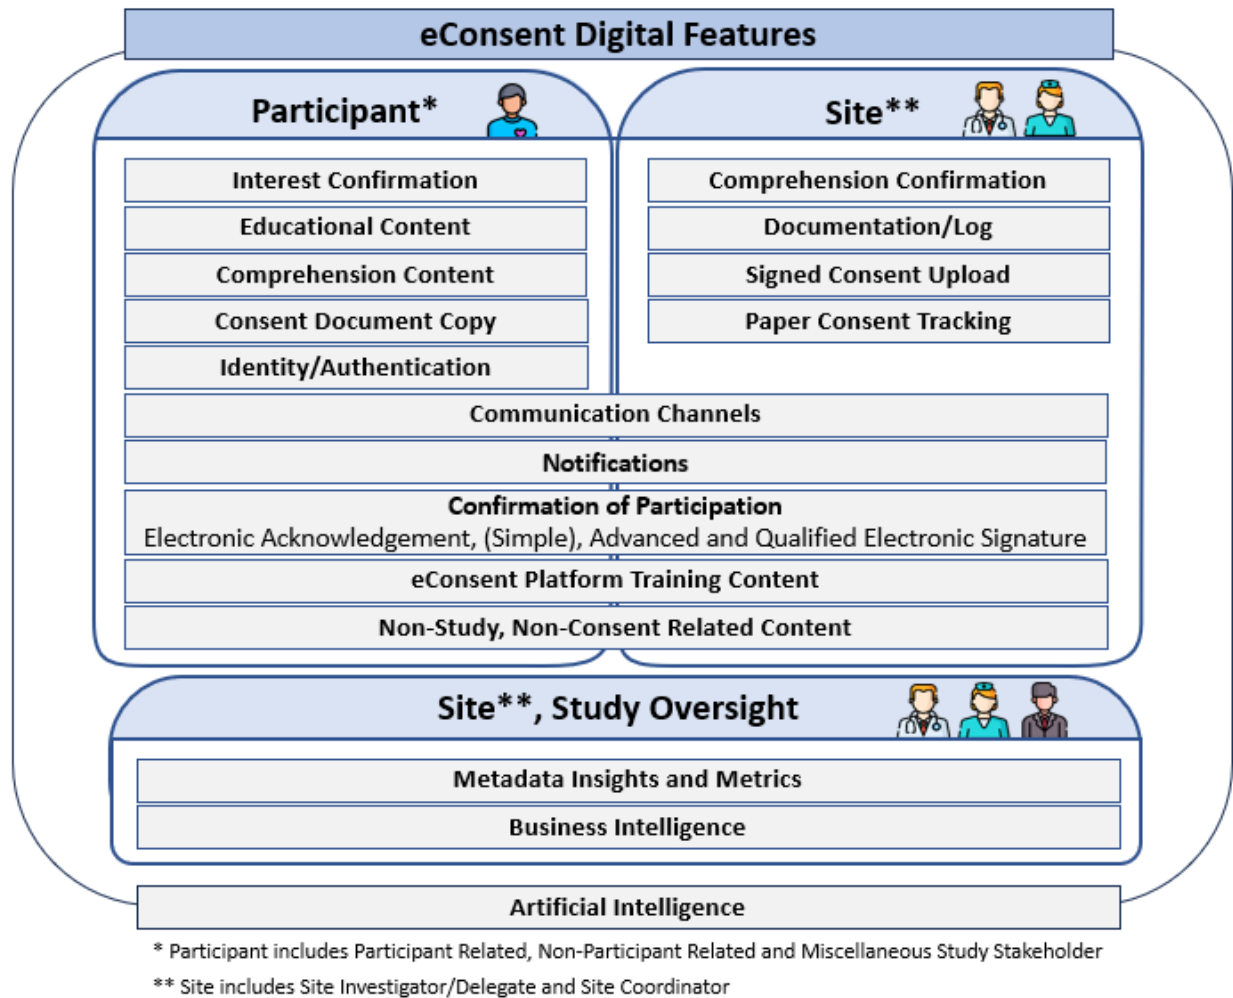 eConsent Digital Features
Participant*
Site**
Interest Confirmation
Educational Content
Comprehension Content
Consent Document Copy
Identity/Authentication
Comprehension Confirmation
Documentation/Log
Signed Consent Upload
Paper Consent Tracking
Communication Channels
Notifications
Confirmation of Participation
Electronic Acknowledgement, (Simple), Advanced and Qualified Electronic Signature
eConsent Platform Training Content
Non-Study, Non-Consent Related Content
Site**, Study Oversight
Metadata Insights and Metrics
Business Intelligence
Artificial Intelligence
* Participant includes Participant Related, Non-Participant Related and Miscellaneous Study Stakeholder
** Site includes Site Investigator/Delegate and Site Coordinator